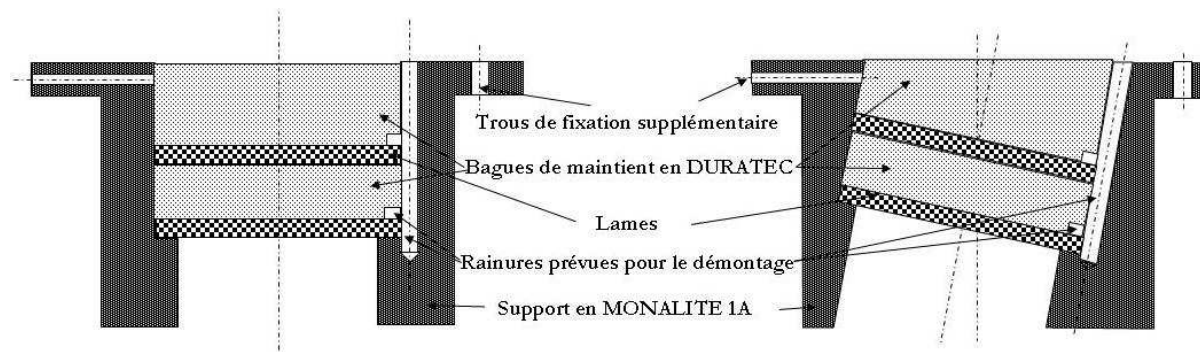 Trous de fixation supplémentaire
Bagues de maintient en DURATEC
Lames
Rainures prévues pour le démontage
Support en MONALITE 1A